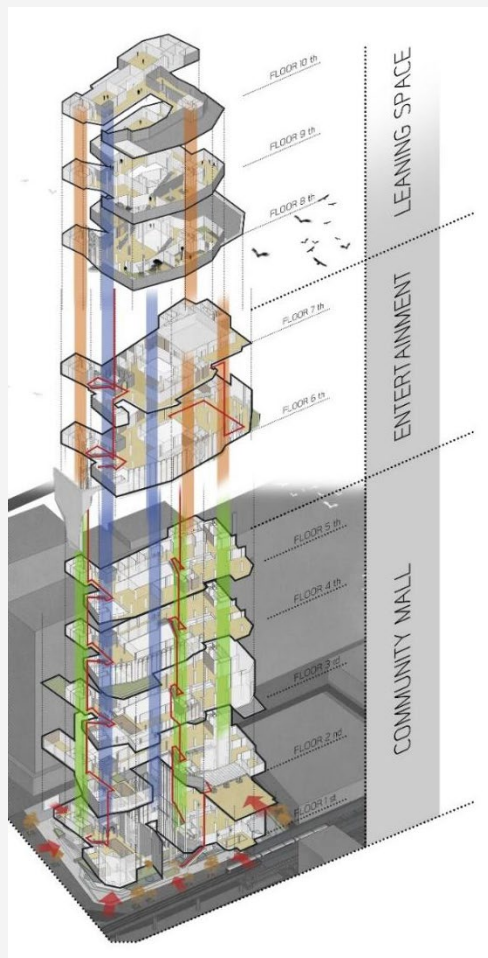 FLOOR 10 th
FLOOR 9 th
FLOOR 8 th
LEANING SPACE
FLOOR 7 th
FLOOR 6 th
ENTERTAINMENT
FLOOR 5 th
FLOOR 4 th
FLOOR 3 rd
FLOOR 2 nd
FLOOR 1 st
COMMUNITY MALL